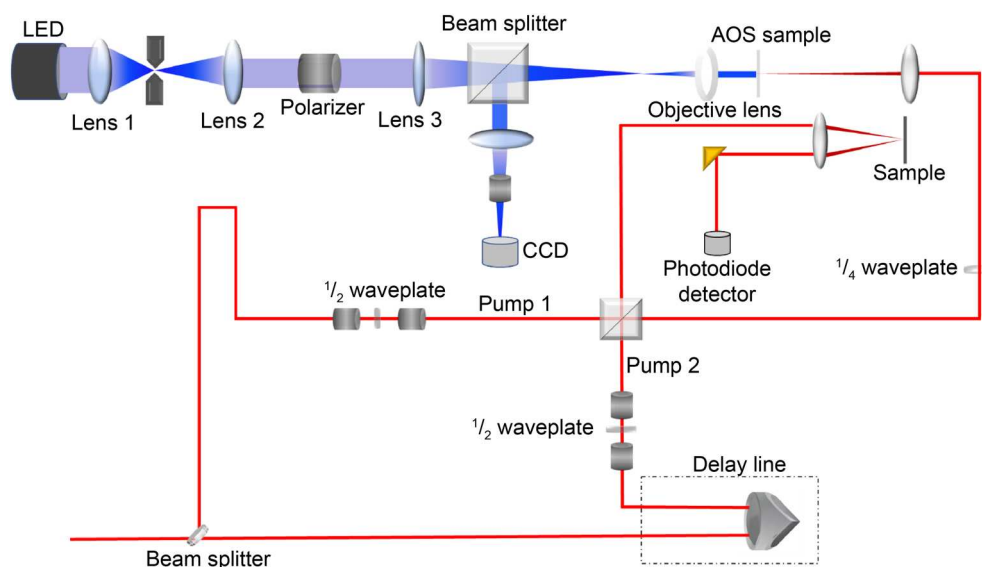 LED
Lens 1
Lens 2
Polarizer
Lens 3
Beam splitter
AOS sample
Objective lens
Sample
CCD
Photodiode
detector
1/4 waveplate
1/2 waveplate
Pump 1
Pump 2
1/2 waveplate
Delay line
Beam splitter